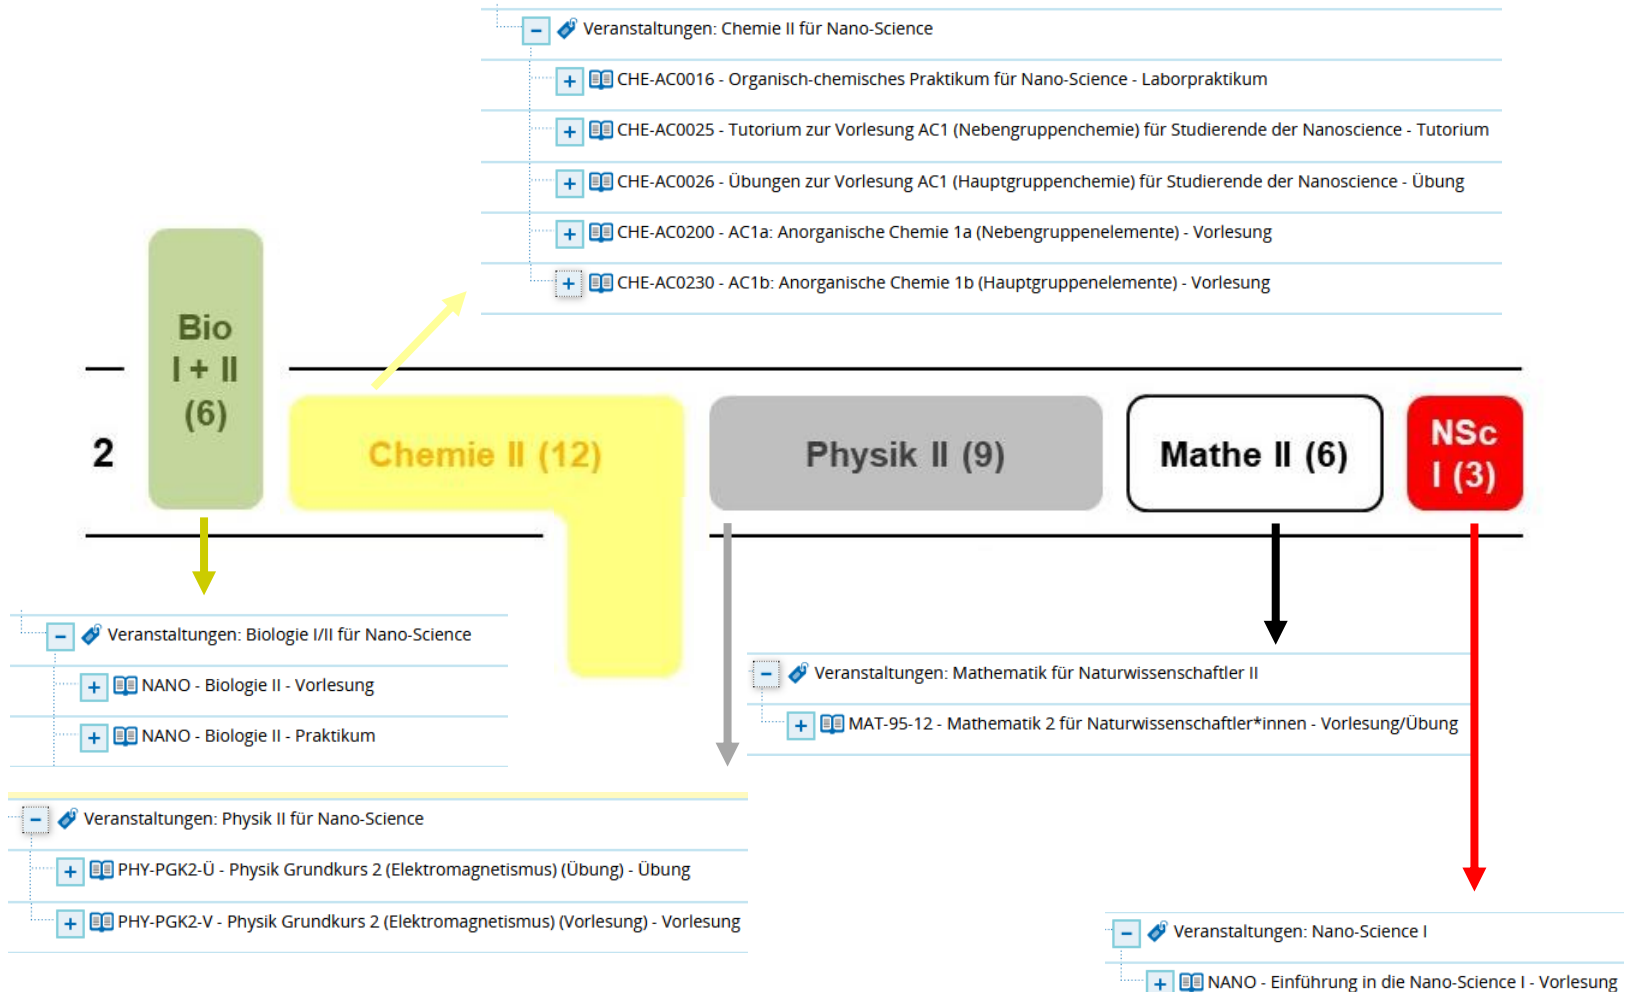 Veranstaltungen: Chemie II für Nano-Science
CHE-AC0016 - Organisch-chemisches Praktikum für Nano-Science - Laborpraktikum
CHE-AC0025 - Tutorium zur Vorlesung AC1 (Nebengruppenchemie) für Studierende der Nanoscience - Tutorium
CHE-AC0026 - Übungen zur Vorlesung AC1 (Hauptgruppenchemie) für Studierende der Nanoscience - Übung
CHE-AC0200 - AC1a: Anorganische Chemie 1a (Nebengruppenelemente) - Vorlesung
CHE-AC0230 - AC1b: Anorganische Chemie 1b (Hauptgruppenelemente) - Vorlesung
2
Bio
I + II
(6)
Chemie II (12)
Physik II (9)
Mathe II (6)
NSc
I (3)
Veranstaltungen: Biologie I/II für Nano-Science
NANO - Biologie II - Vorlesung
NANO - Biologie II - Praktikum
Veranstaltungen: Mathematik für Naturwissenschaftler II
MAT-95-12 - Mathematik 2 für Naturwissenschaftler*innen - Vorlesung/Übung
Veranstaltungen: Physik II für Nano-Science
PHY-PGK2-Ü - Physik Grundkurs 2 (Elektromagnetismus) (Übung) - Übung
PHY-PGK2-V - Physik Grundkurs 2 (Elektromagnetismus) (Vorlesung) - Vorlesung
Veranstaltungen: Nano-Science I
NANO - Einführung in die Nano-Science I - Vorlesung